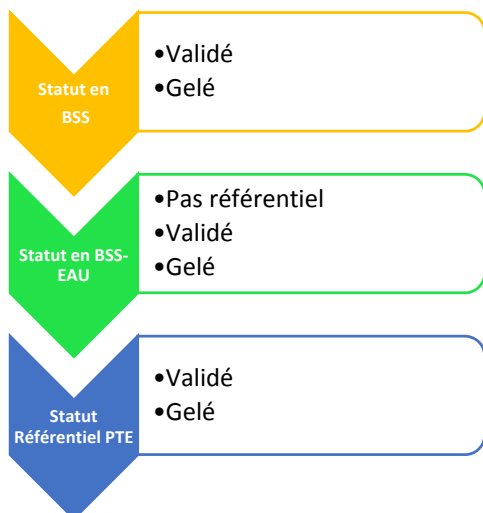 Statut en
BSS
•Validé
•Gelé
Statut en BSS-
EAU
•Pas référentiel
•Validé
•Gelé
Statut
Référentiel PTE
•Validé
•Gelé